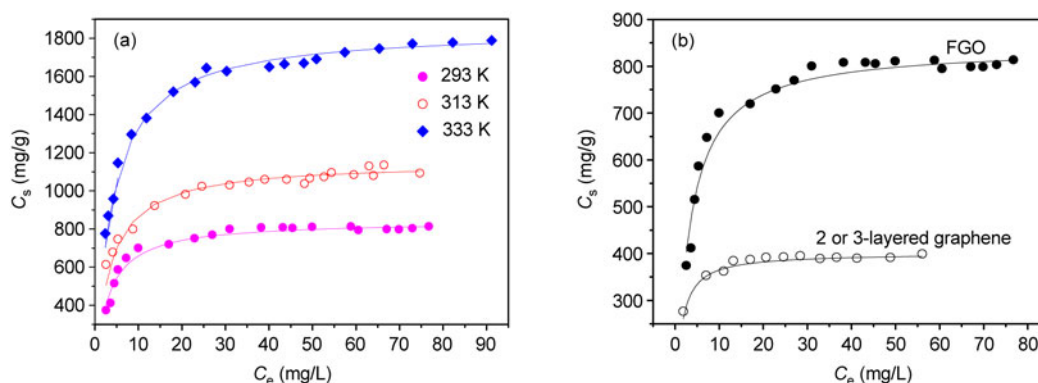 (a)
1800
1600
1400
1200
1000
800
600
400
0 10 20 30 40 50 60 70 80 90
Cₛ (mg/g)
Cₑ (mg/L)
293 K
313 K
333 K
(b)
900
800
700
600
500
400
300
0 10 20 30 40 50 60 70 80
Cₛ (mg/g)
Cₑ (mg/L)
FGO
2 or 3-layered graphene